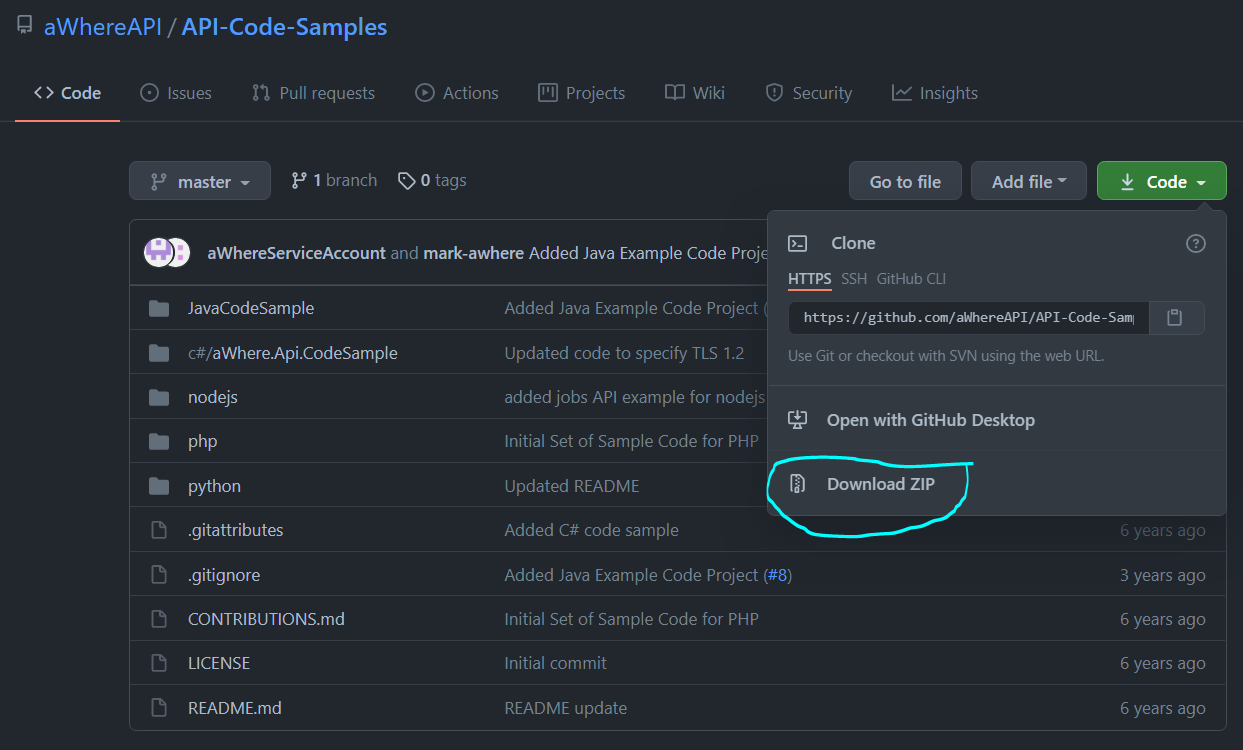 aWhereAPI / API-Code-Samples
Code Issues Pull requests Actions Projects Wiki Security Insights
master 1 branch 0 tags Go to file Add file Code
aWhereServiceAccount and mark-awhere Added Java Example Code Proje
JavaCodeSample Added Java Example Code Project (
c#/aWhere.Api.CodeSample Updated code to specify TLS 1.2
nodejs added jobs API example for nodejs
php Initial Set of Sample Code for PHP
python Updated README
.gitattributes Added C# code sample 6 years ago
.gitignore Added Java Example Code Project (#8) 3 years ago
CONTRIBUTIONS.md Initial Set of Sample Code for PHP 6 years ago
LICENSE Initial commit 6 years ago
README.md README update 6 years ago
Clone
HTTPS SSH GitHub CLI
https://github.com/aWhereAPI/API-Code-Sam
Use Git or checkout with SVN using the web URL.
Open with GitHub Desktop
Download ZIP